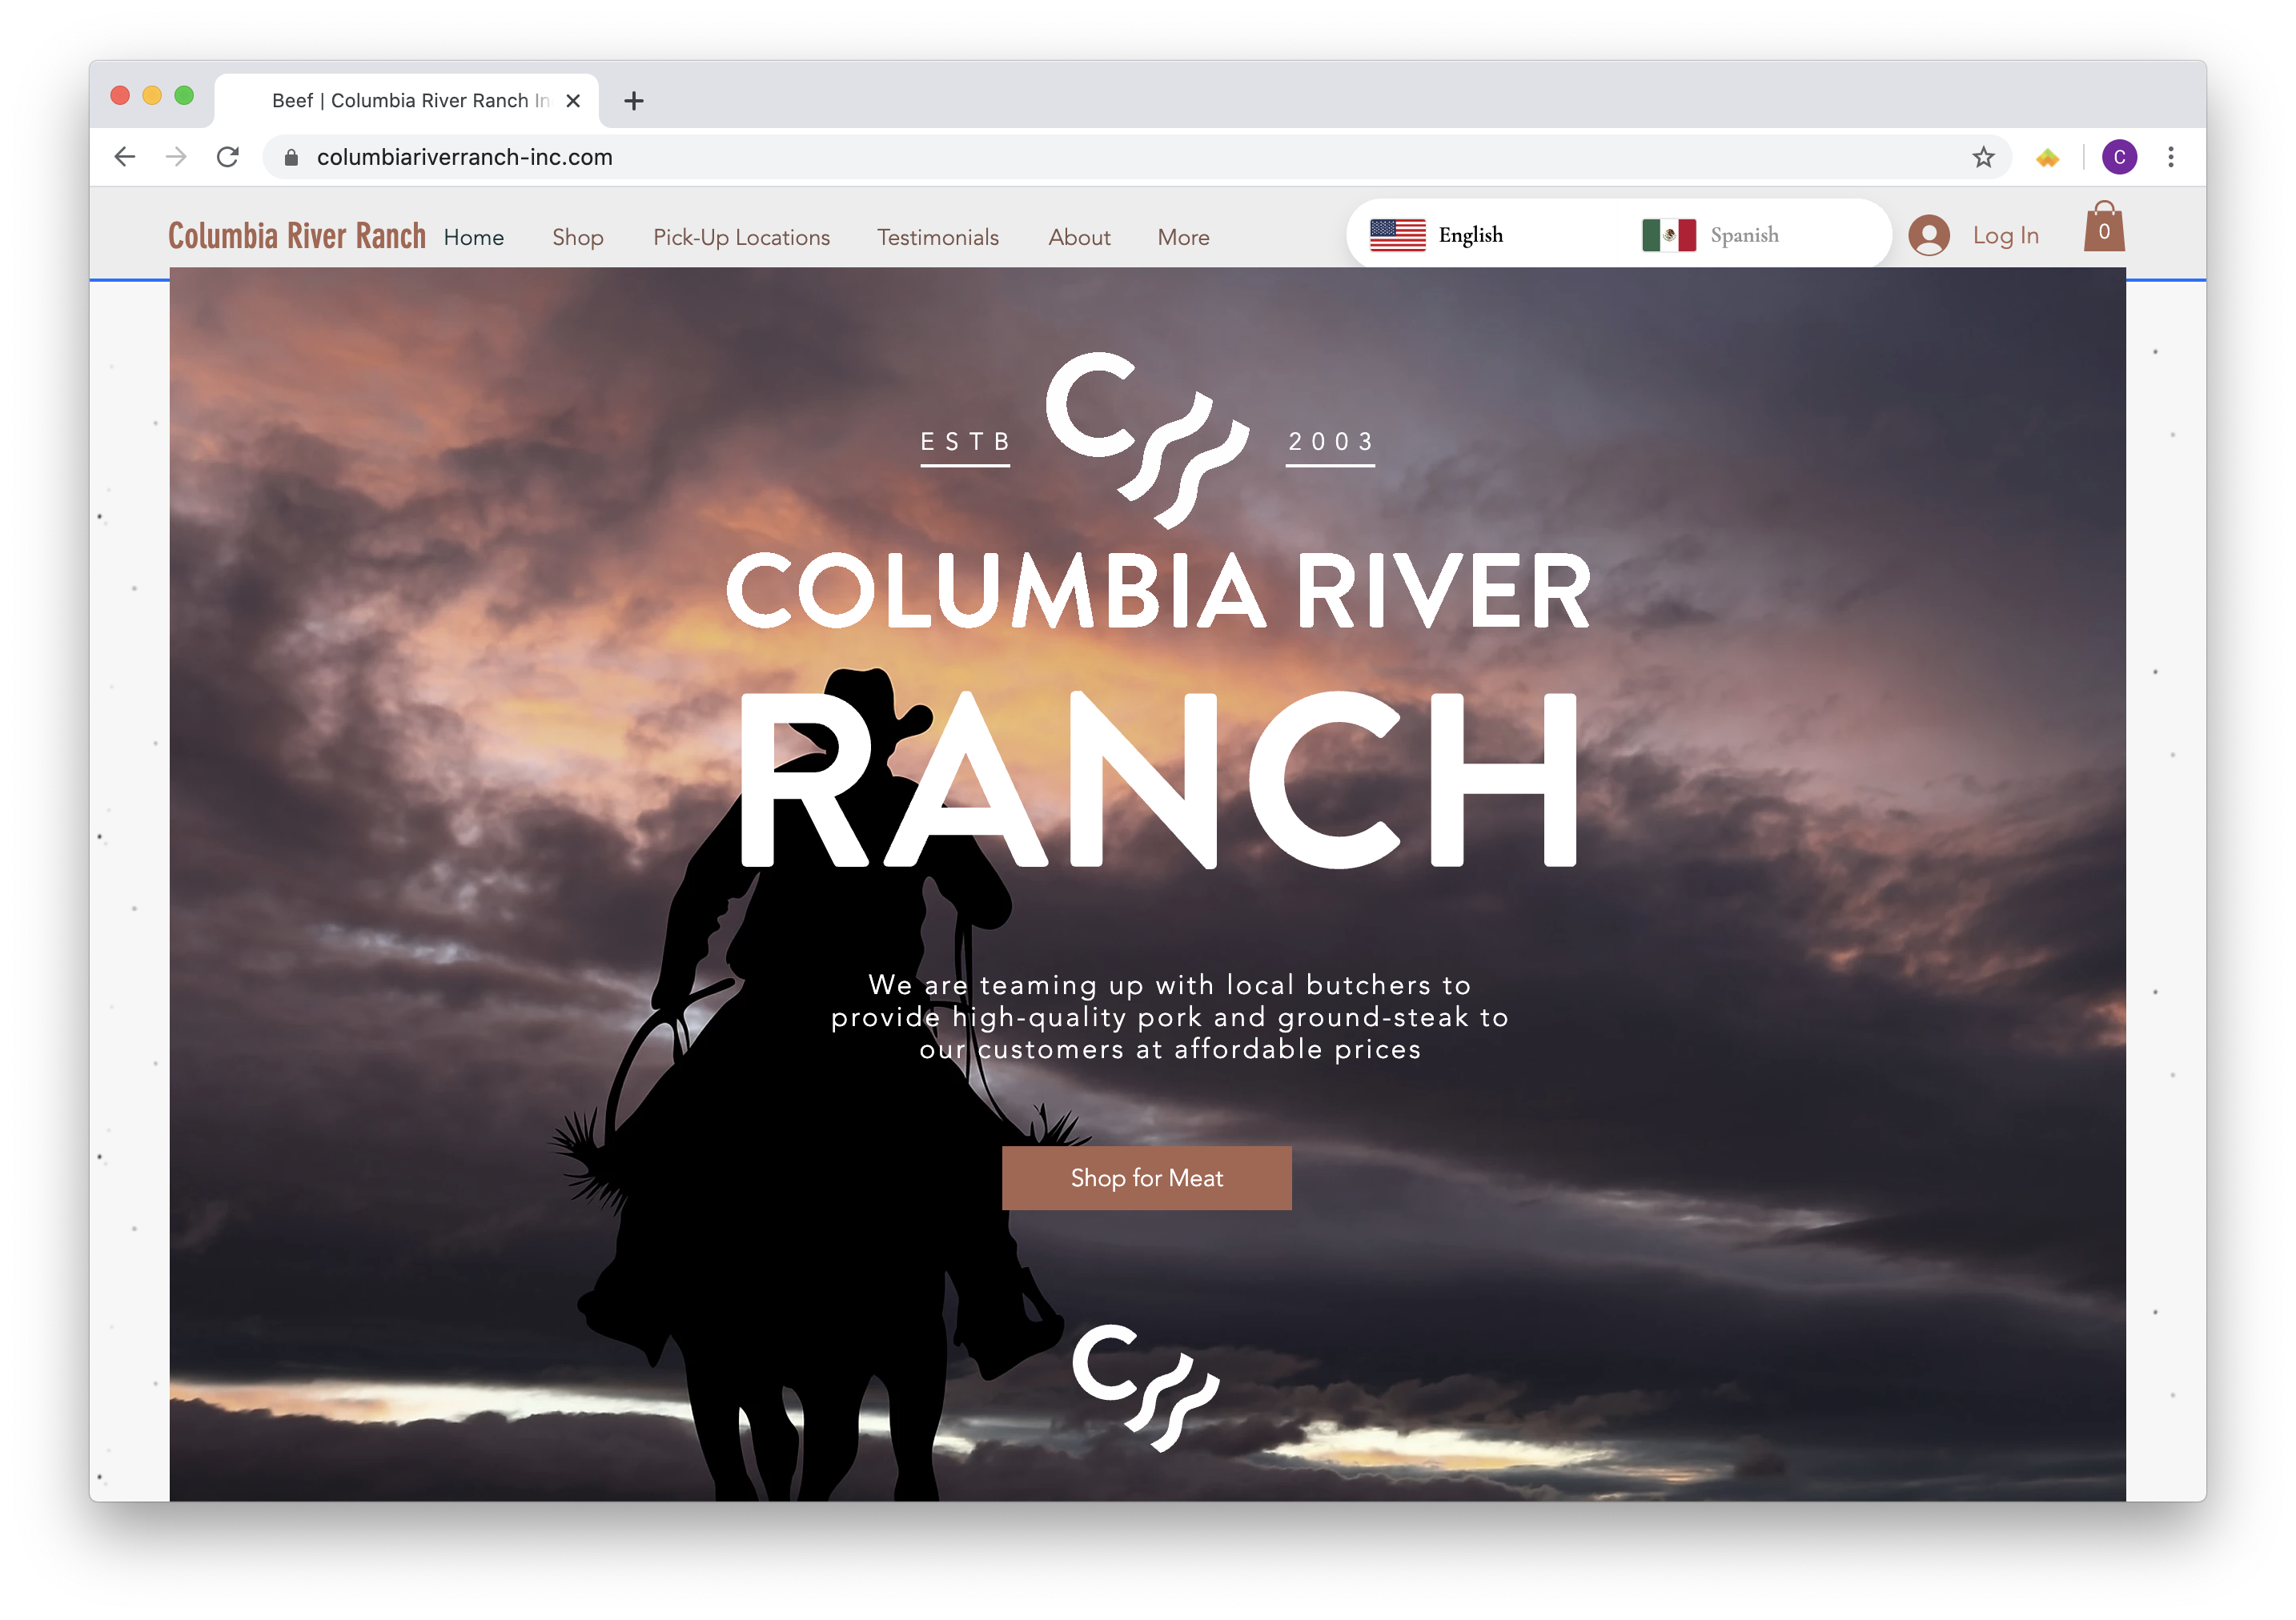 Beef | Columbia River Ranch In
columbiariverranch-inc.com
C
Columbia River Ranch Home Shop Pick-Up Locations Testimonials About More English Spanish Log In 0
ESTB 2003
COLUMBIA RIVER
RANCH
We are teaming up with local butchers to
provide high-quality pork and ground-steak to
our customers at affordable prices
Shop for Meat